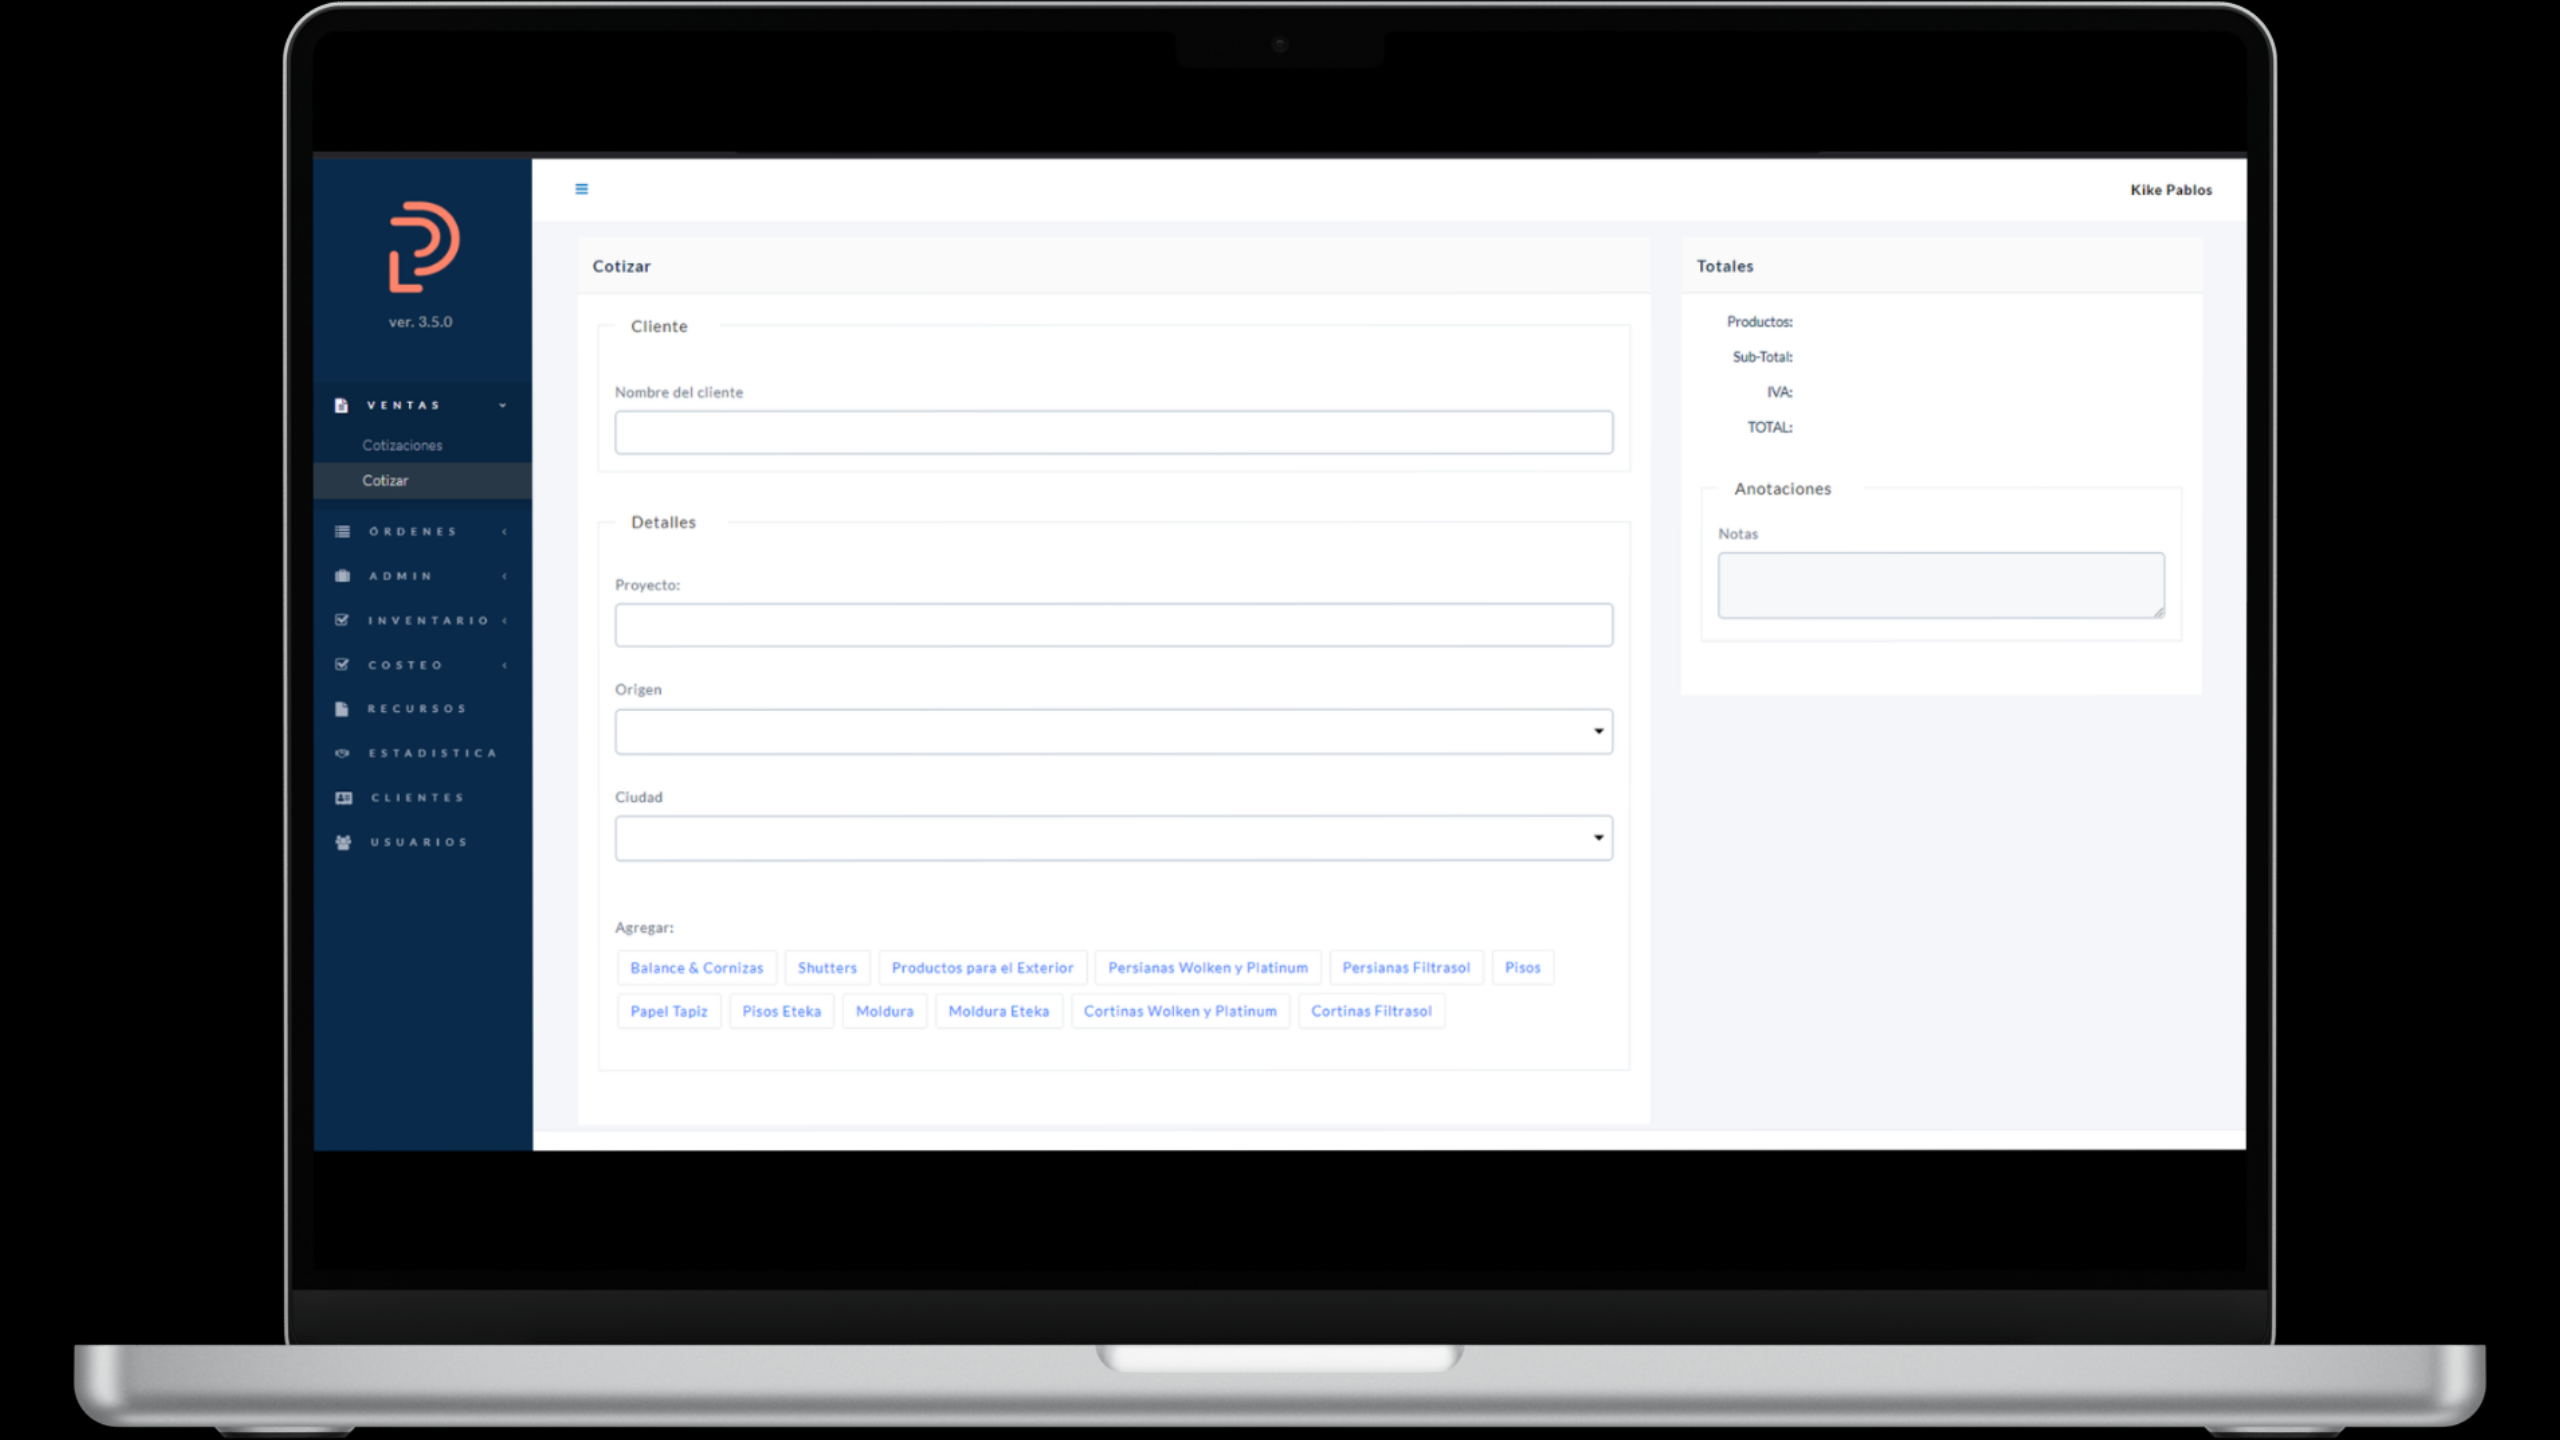 ver. 3.5.0
VENTAS
Cotizaciones
Cotizar
ÓRDENES
ADMIN
INVENTARIO
COSTEO
RECURSOS
ESTADISTICA
CLIENTES
USUARIOS
Kike Pablos
Cotizar
Cliente
Nombre del cliente
Detalles
Proyecto:
Origen
Ciudad
Agregar:
Balance & Cornizas Shutters Productos para el Exterior Persianas Wolken y Platinum Persianas Filtrasol Pisos
Papel Tapiz Pisos Eteka Moldura Moldura Eteka Cortinas Wolken y Platinum Cortinas Filtrasol
Totales
Productos:
Sub-Total:
IVA:
TOTAL:
Anotaciones
Notas